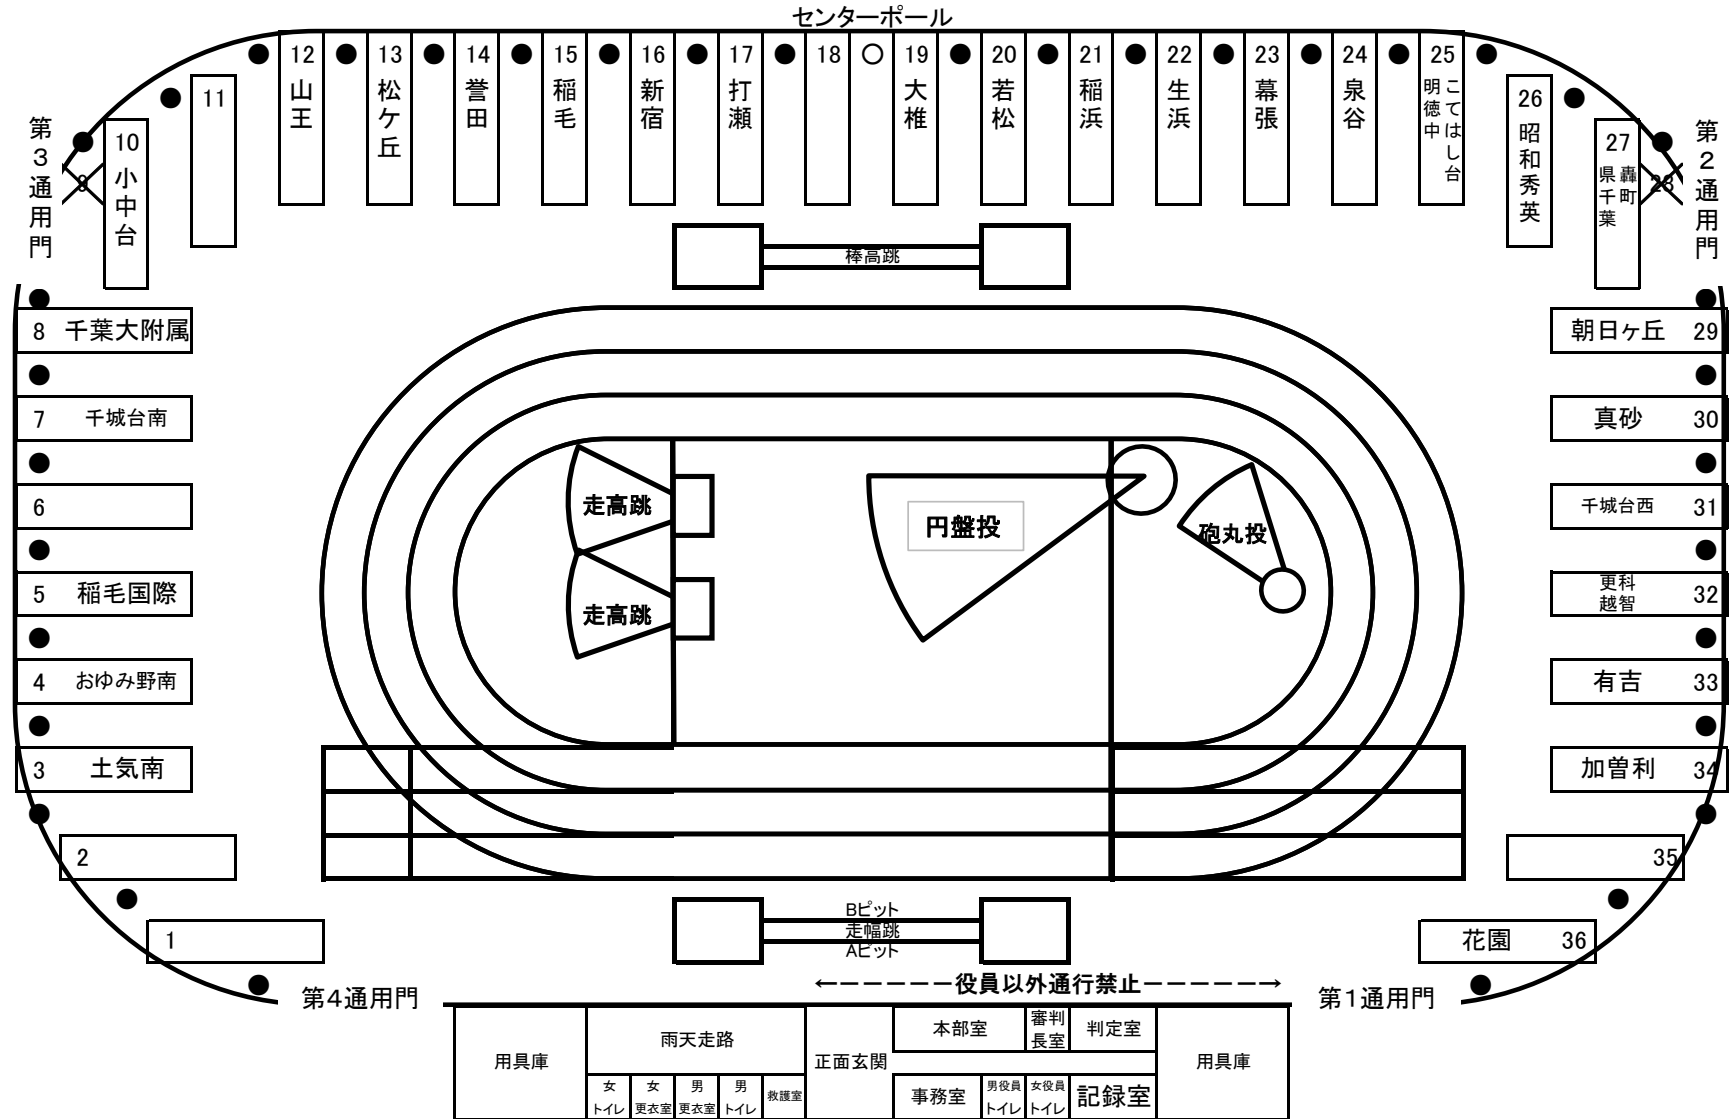 センターポール
12 山王
13 松ケ丘
14 誉田
15 稲毛
16 新宿
17 打瀬
18
19 大椎
20 若松
21 稲浜
22 生浜
23 幕張
24 泉谷
25 こてはし台
明徳中
11
26 昭和秀英
10 小中台
27 轟町
県千葉
第3通用門
9
28
第2通用門
棒高跳
8 千葉大附属
朝日ヶ丘 29
7 千城台南
真砂 30
6
千城台西 31
5 稲毛国際
更科
越智 32
4 おゆみ野南
有吉 33
3 土気南
加曽利 34
2
35
1
花園 36
走高跳
走高跳
円盤投
砲丸投
Bピット
走幅跳
Aピット
←ーーーーーー役員以外通行禁止ーーーーーー→
第4通用門
第1通用門
用具庫
雨天走路
正面玄関
本部室
審判
長室
判定室
用具庫
女
トイレ
女
更衣室
男
更衣室
男
トイレ
救護室
事務室
男役員
トイレ
女役員
トイレ
記録室